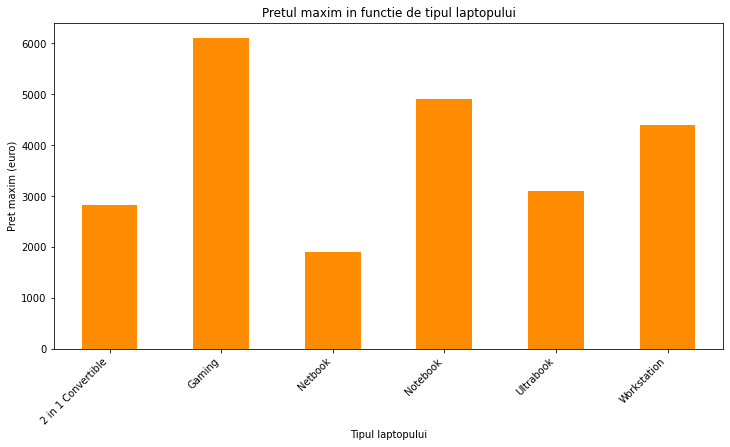 Pretul maxim in functie de tipul laptopului
Pret maxim (euro)
6000
5000
4000
3000
2000
1000
0
2 in 1 Convertible
Gaming
Netbook
Notebook
Ultrabook
Workstation
Tipul laptopului